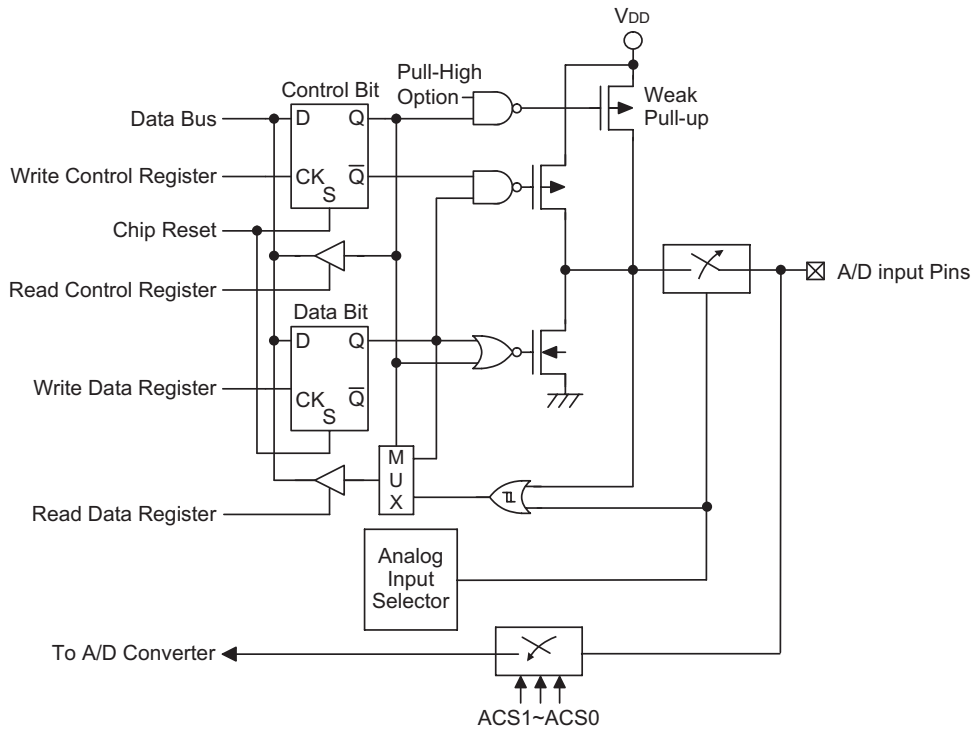 VDD
Pull-High
Option
Weak
Pull-up
Control Bit
Data Bus
D
Q
Write Control Register
CK
Q̅
S
Chip Reset
Read Control Register
A/D input Pins
Data Bit
D
Q
Write Data Register
CK
Q̅
S
M
U
X
Read Data Register
Analog
Input
Selector
To A/D Converter
ACS1~ACS0